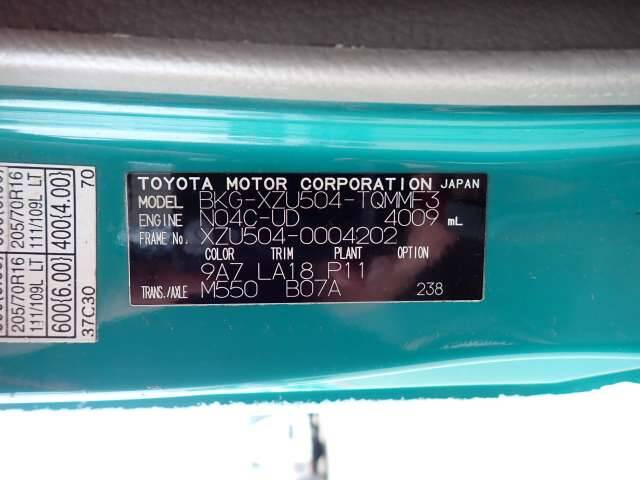 TOYOTA MOTOR CORPORATION JAPAN
MODEL BKG-XZU504-TQMMF3
ENGINE N04C-UD 4009 mL
FRAME No. XZU504-0004202
COLOR TRIM PLANT OPTION
9A7 LA18 P11
TRANS./AXLE M550 B07A 238
205/70R16 205/70R16
111/109L LT 111/109L LT
600{6.00} 400{4.00}
37C30 70